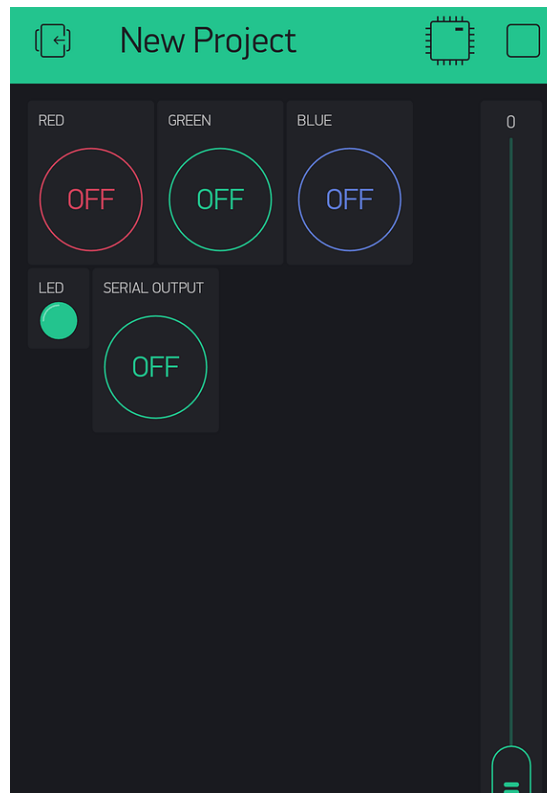 New Project
RED GREEN BLUE 0
OFF OFF OFF
LED SERIAL OUTPUT
OFF